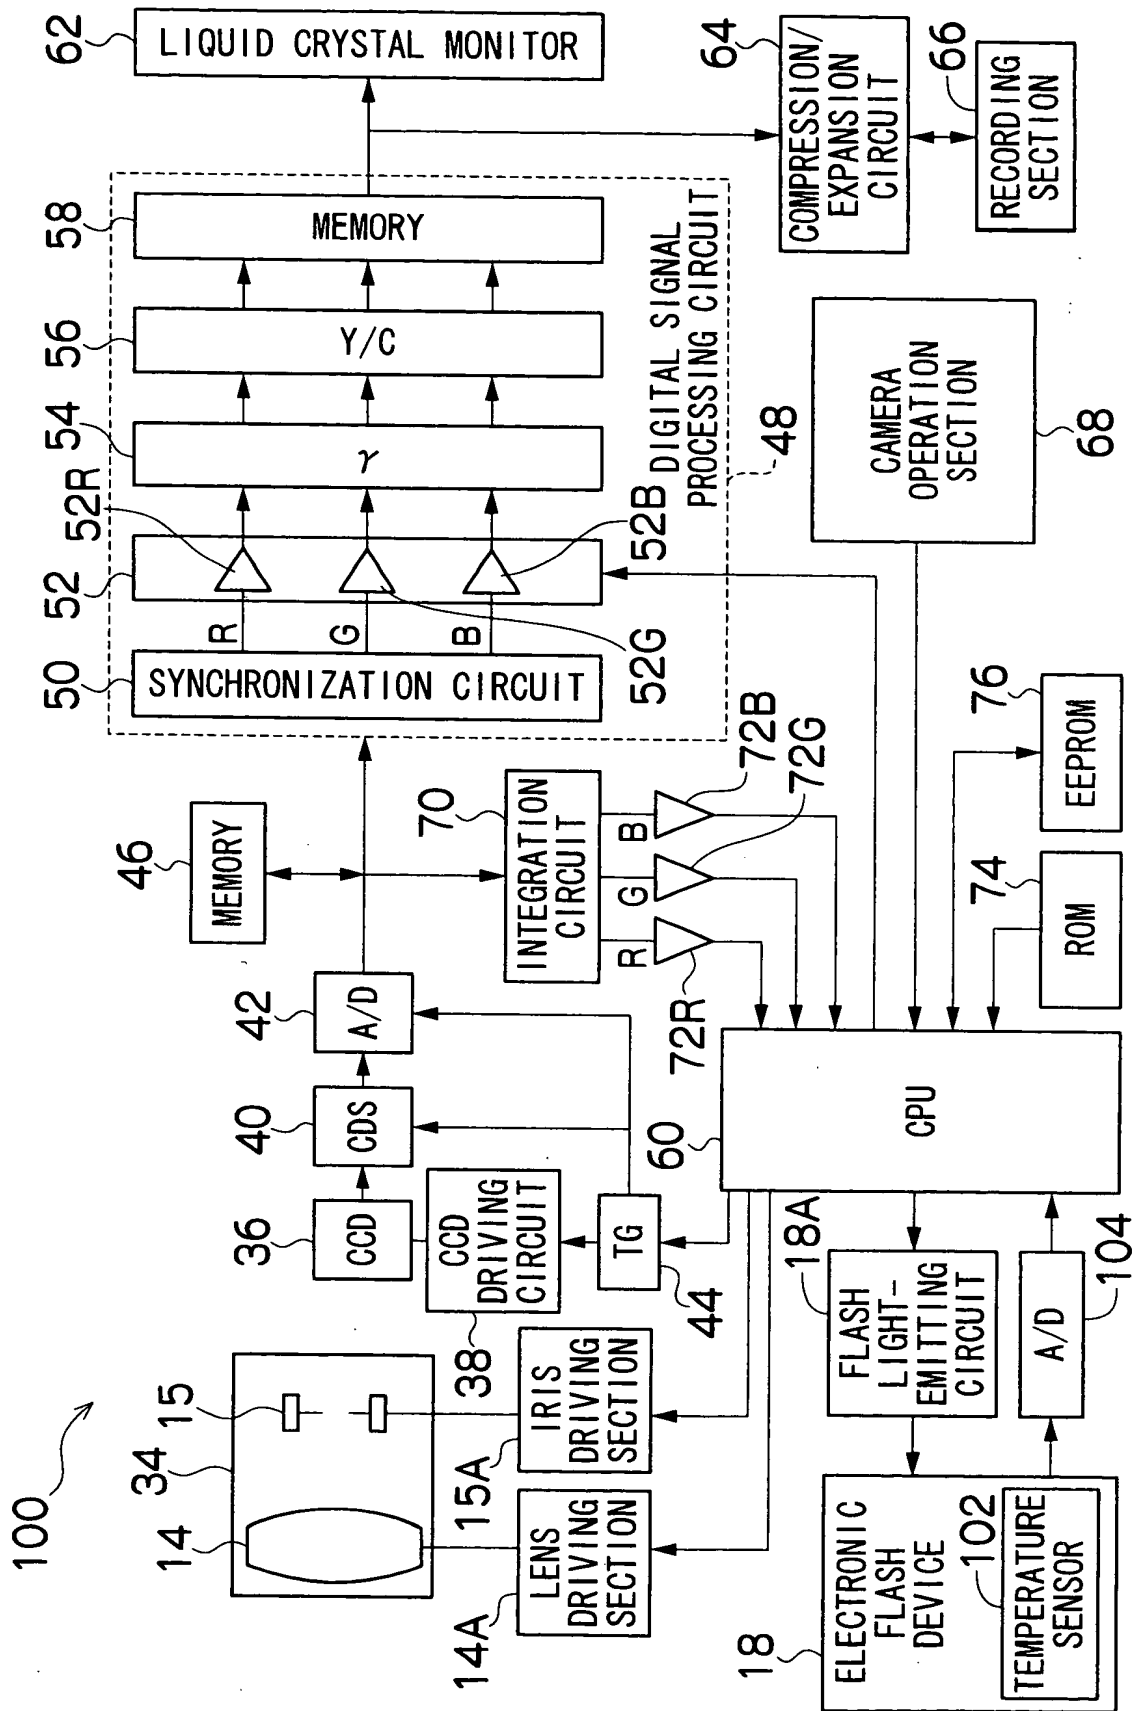 100
34
14
15
14A
LENS
DRIVING
SECTION
15A
IRIS
DRIVING
SECTION
36
CCD
38
CCD
DRIVING
CIRCUIT
40
CDS
42
A/D
44
TG
46
MEMORY
50
SYNCHRONIZATION CIRCUIT
R
G
B
52
52R
52G
52B
54
γ
56
Y/C
58
MEMORY
DIGITAL SIGNAL
PROCESSING CIRCUIT
48
62
LIQUID CRYSTAL MONITOR
64
COMPRESSION/
EXPANSION
CIRCUIT
66
RECORDING
SECTION
70
INTEGRATION
CIRCUIT
R
G
B
72R
72G
72B
60
CPU
68
CAMERA
OPERATION
SECTION
74
ROM
76
EEPROM
18
ELECTRONIC
FLASH
DEVICE
102
TEMPERATURE
SENSOR
18A
FLASH
LIGHT-
EMITTING
CIRCUIT
104
A/D